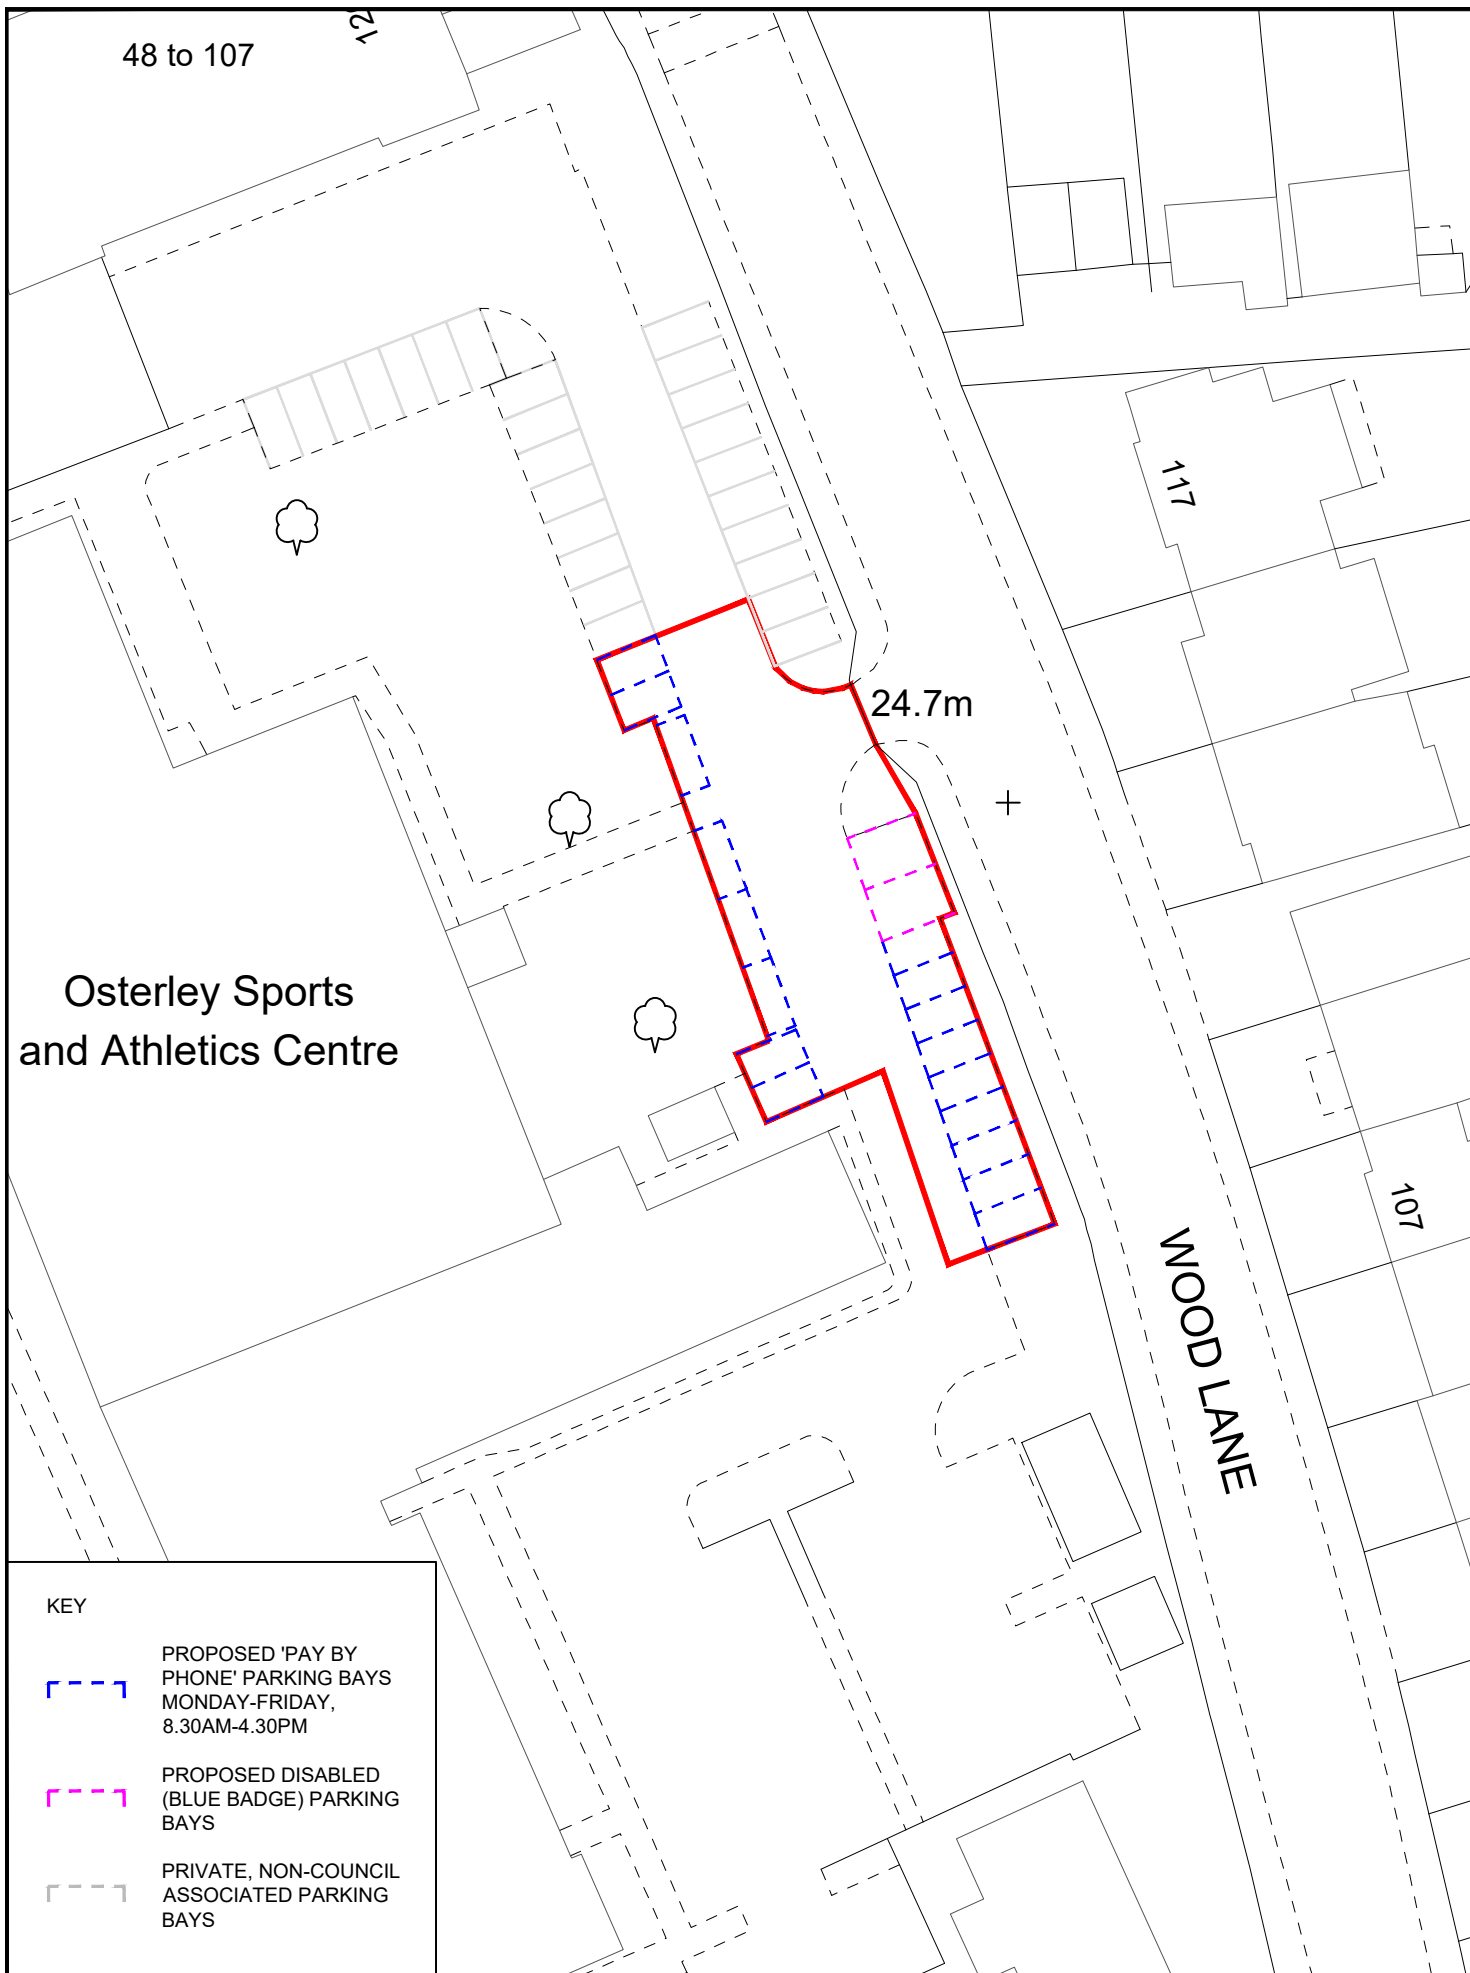 48 to 107
117
24.7m
Osterley Sports
and Athletics Centre
107
WOOD LANE
KEY
PROPOSED 'PAY BY
PHONE' PARKING BAYS
MONDAY-FRIDAY,
8.30AM-4.30PM
PROPOSED DISABLED
(BLUE BADGE) PARKING
BAYS
PRIVATE, NON-COUNCIL
ASSOCIATED PARKING
BAYS